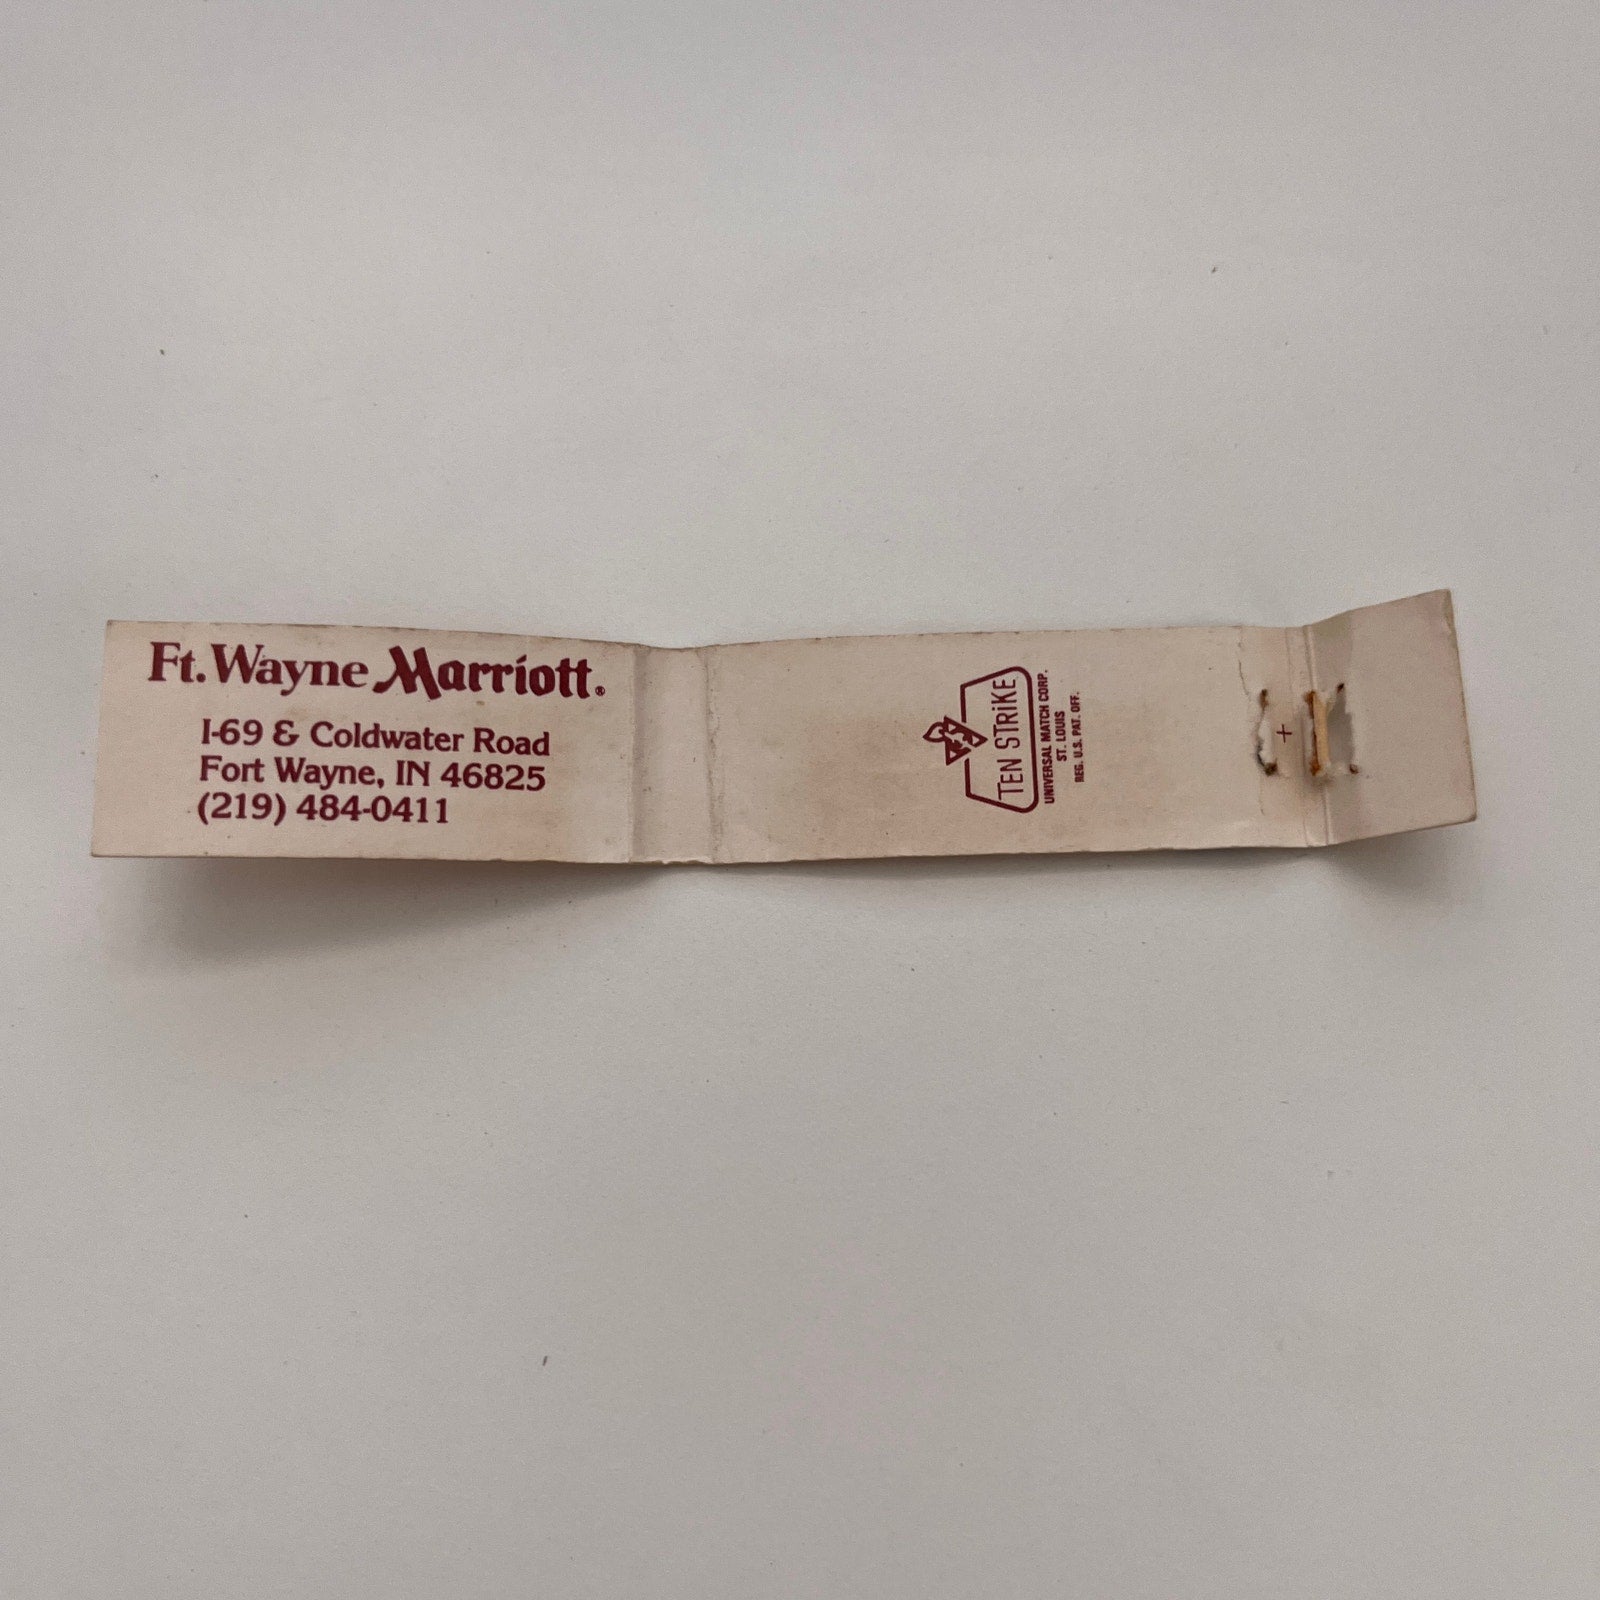 Ft. Wayne Marriott®
I-69 & Coldwater Road
Fort Wayne, IN 46825
(219) 484-0411
TEN STRiKE
UNIVERSAL MATCH CORP.
ST. LOUIS
REG. U.S. PAT. OFF.
+